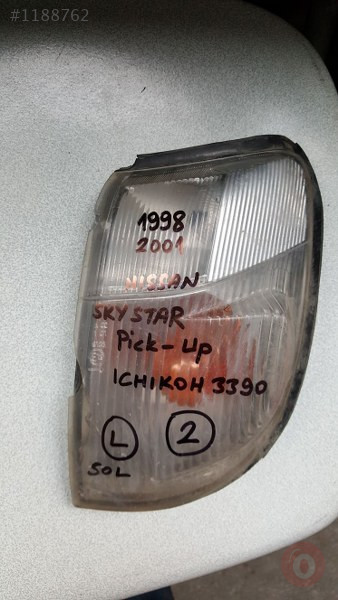 #1188762
1998
2001
NISSAN
SKYSTAR
Pick-Up
ICHIKOH 3390
L 2
SOL